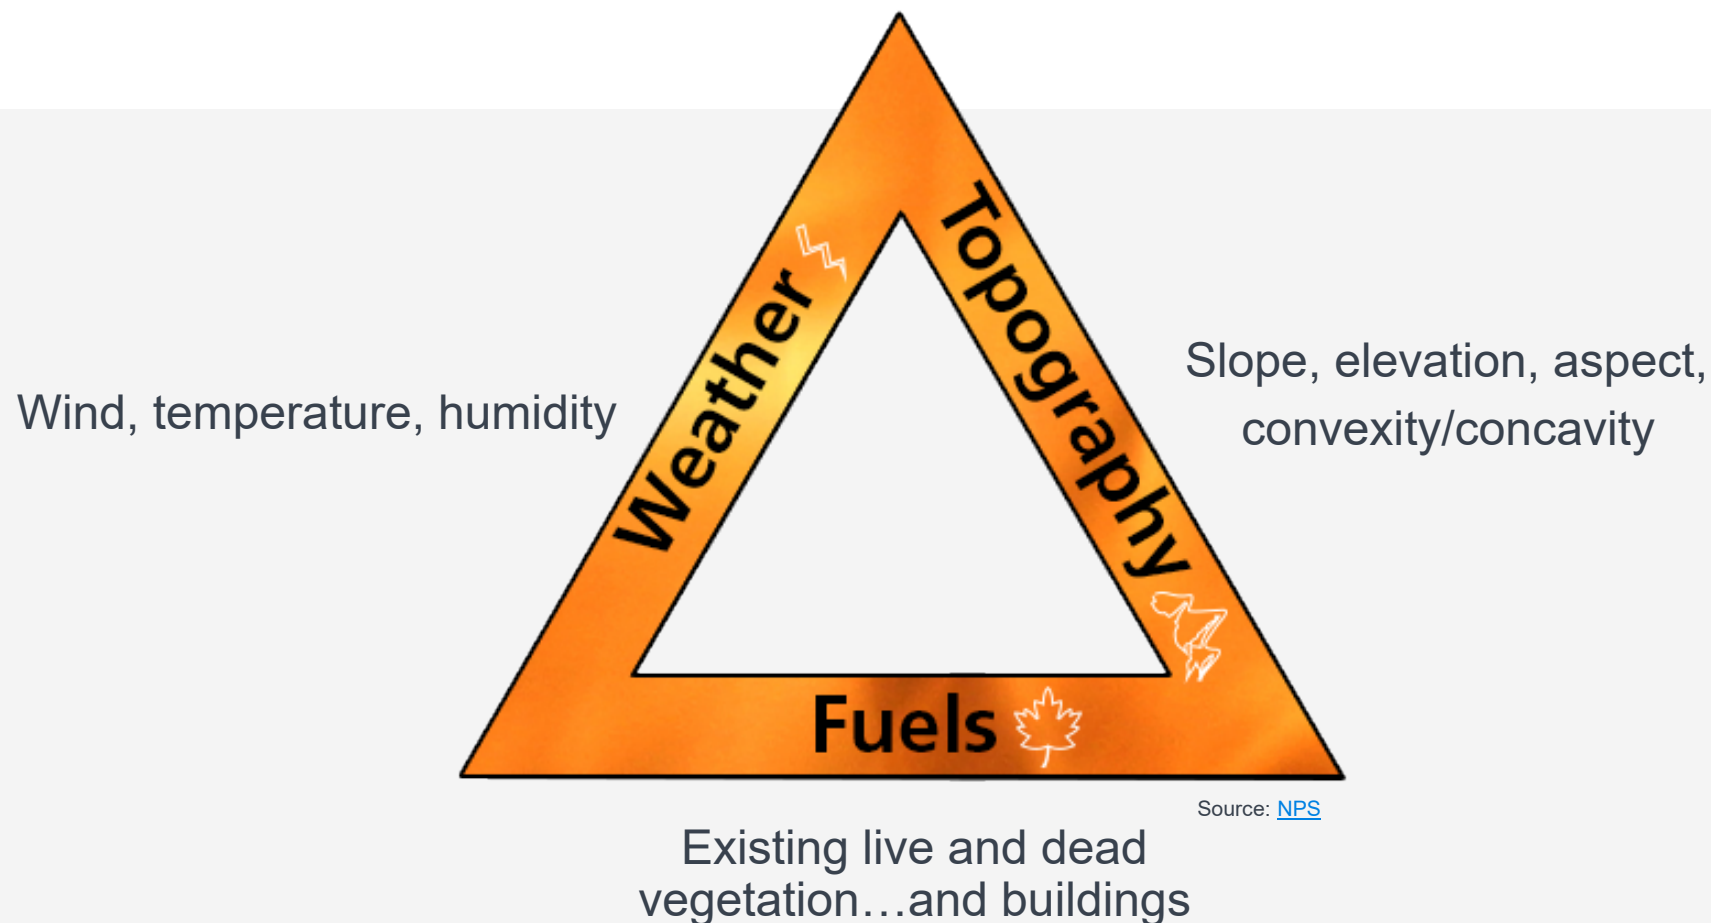 Weather
Topography
Wind, temperature, humidity
Slope, elevation, aspect,
convexity/concavity
Fuels
Source: NPS
Existing live and dead
vegetation…and buildings